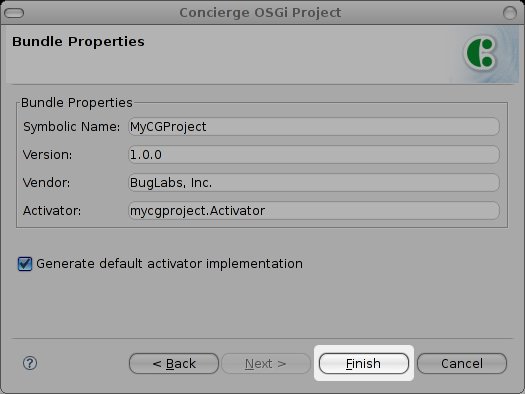 Concierge OSGi Project
Bundle Properties
Bundle Properties
Symbolic Name: MyCGProject
Version: 1.0.0
Vendor: BugLabs, Inc.
Activator: mycgproject.Activator
Generate default activator implementation
? < Back Next > Finish Cancel